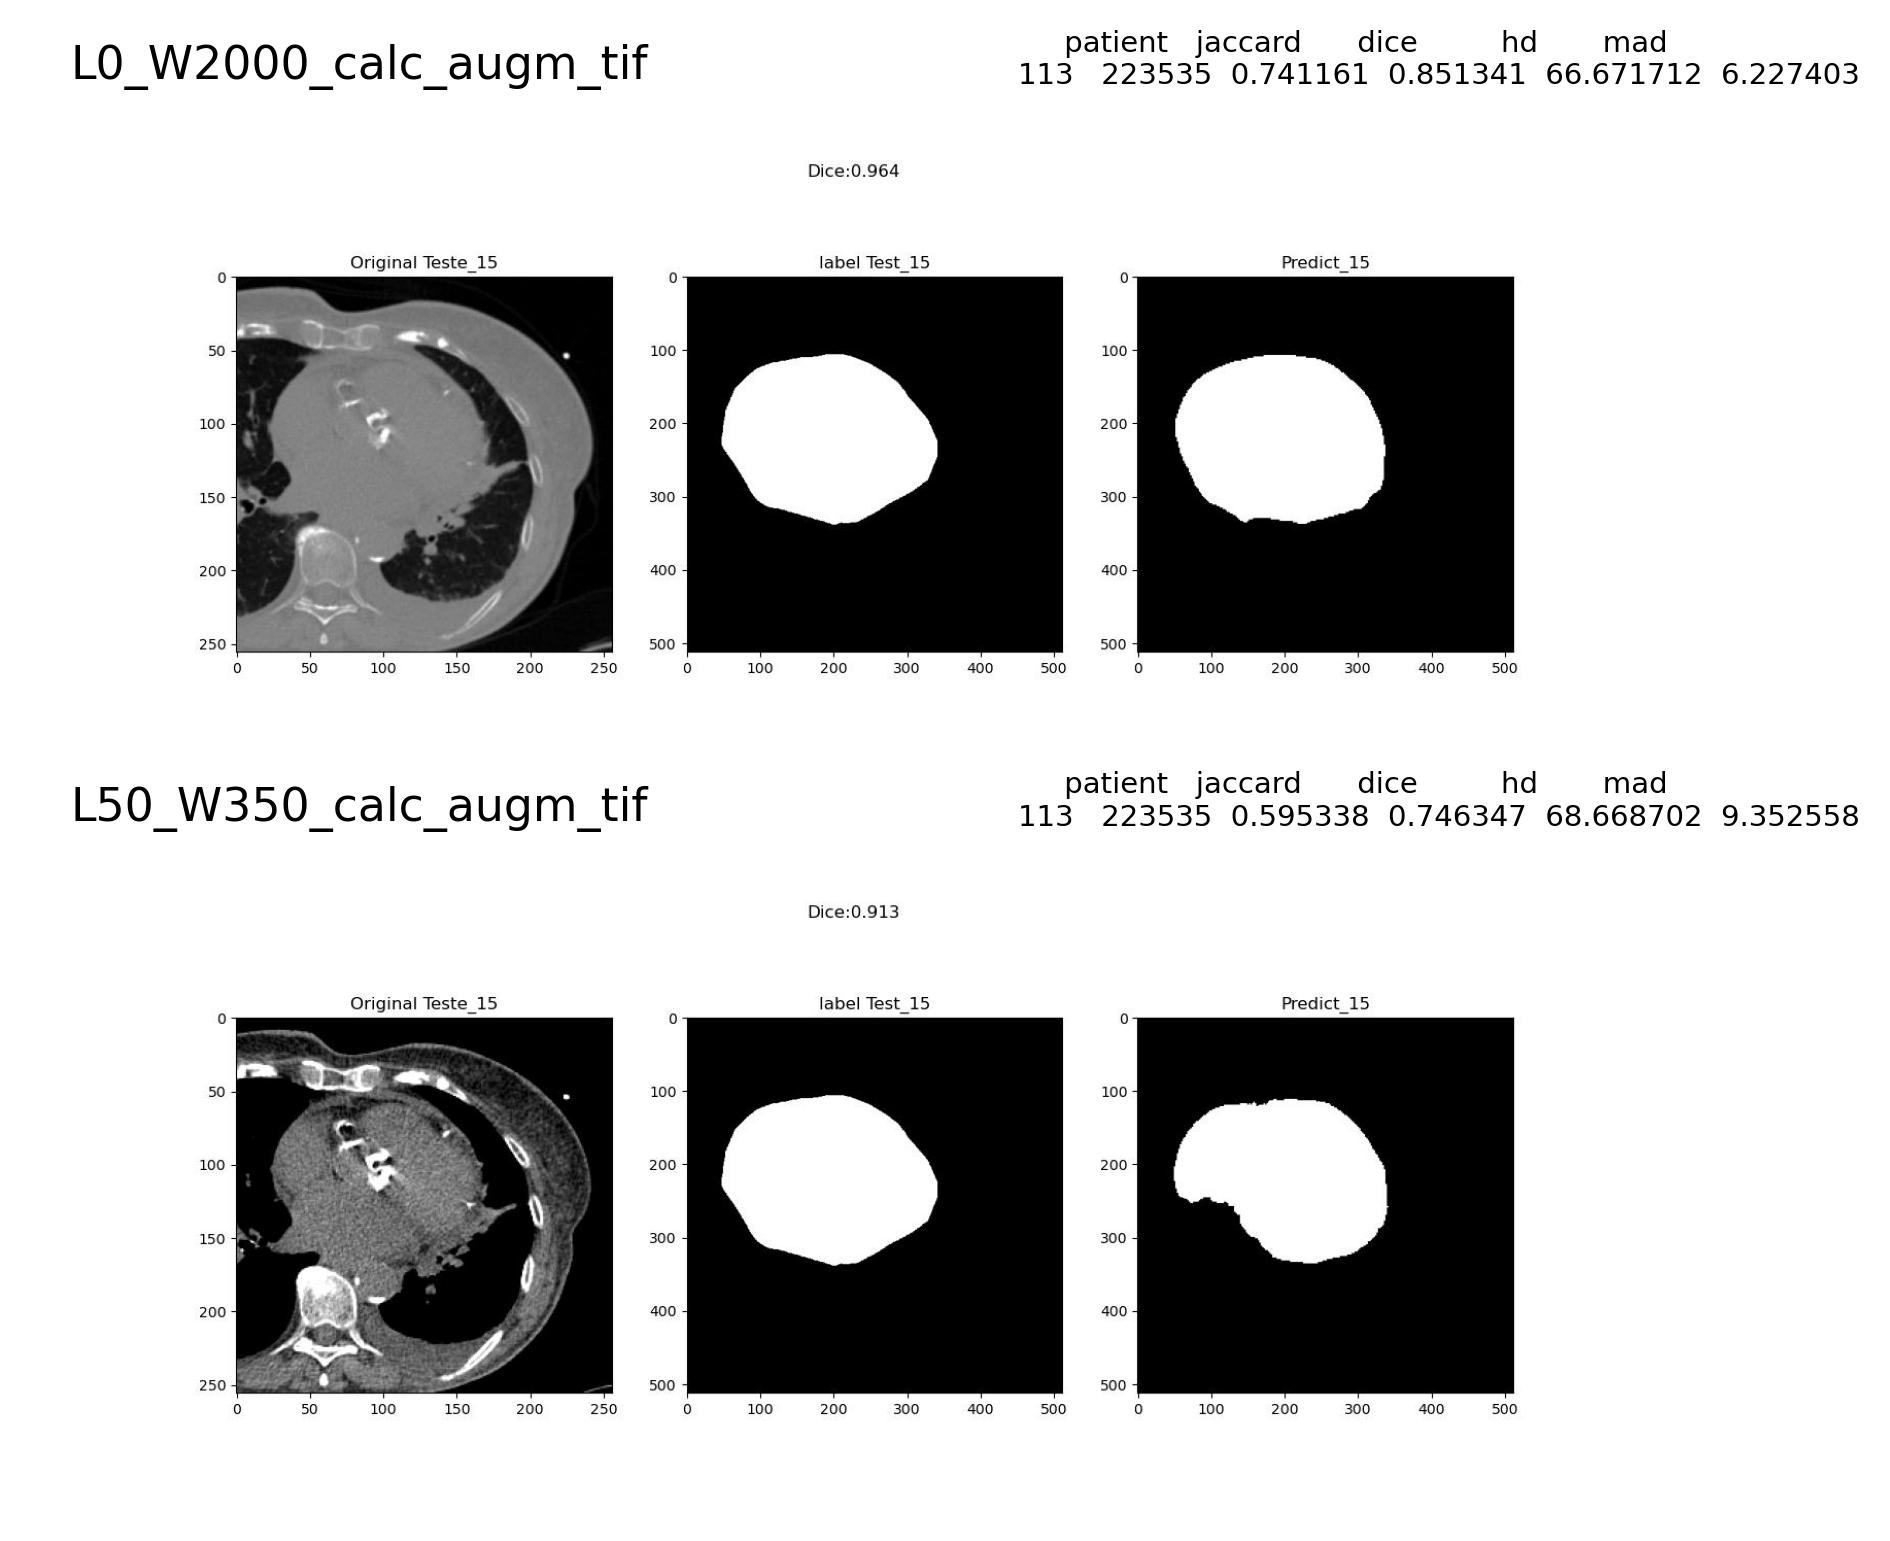 L0_W2000_calc_augm_tif
patient jaccard dice hd mad
113 223535 0.741161 0.851341 66.671712 6.227403
Dice:0.964
Original Teste_15
label Test_15
Predict_15
0
50
100
150
200
250
0 50 100 150 200 250
0
100
200
300
400
500
0 100 200 300 400 500
0
100
200
300
400
500
0 100 200 300 400 500
L50_W350_calc_augm_tif
patient jaccard dice hd mad
113 223535 0.595338 0.746347 68.668702 9.352558
Dice:0.913
Original Teste_15
label Test_15
Predict_15
0
50
100
150
200
250
0 50 100 150 200 250
0
100
200
300
400
500
0 100 200 300 400 500
0
100
200
300
400
500
0 100 200 300 400 500